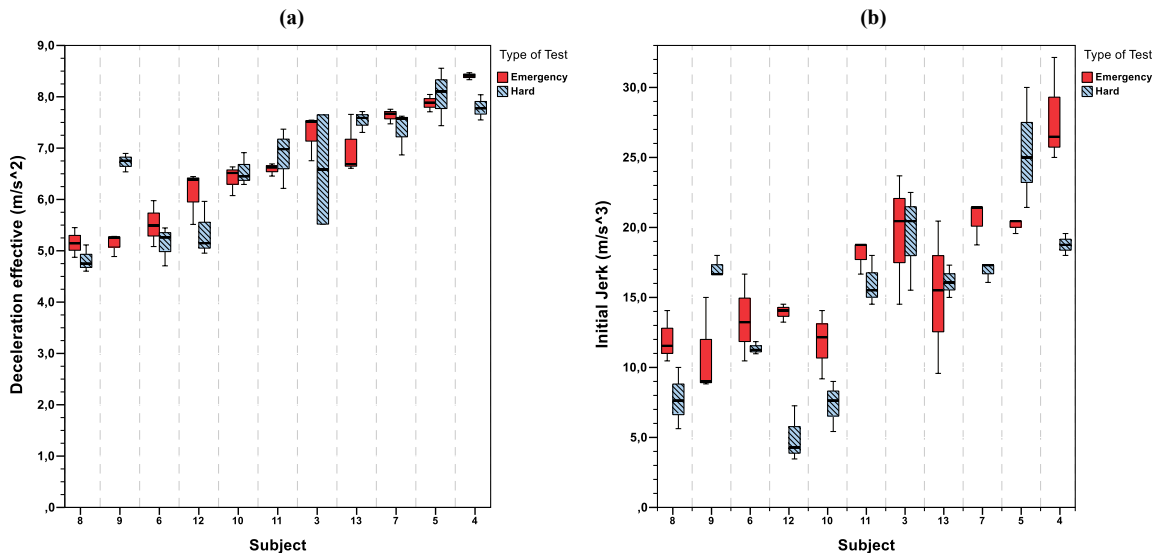 (a)
(b)
Type of Test
Emergency
Hard
Deceleration effective (m/s^2)
9,0
8,0
7,0
6,0
5,0
4,0
3,0
2,0
1,0
,0
8 9 6 12 10 11 3 13 7 5 4
Subject
Type of Test
Emergency
Hard
Initial Jerk (m/s^3)
30,0
25,0
20,0
15,0
10,0
5,0
,0
8 9 6 12 10 11 3 13 7 5 4
Subject